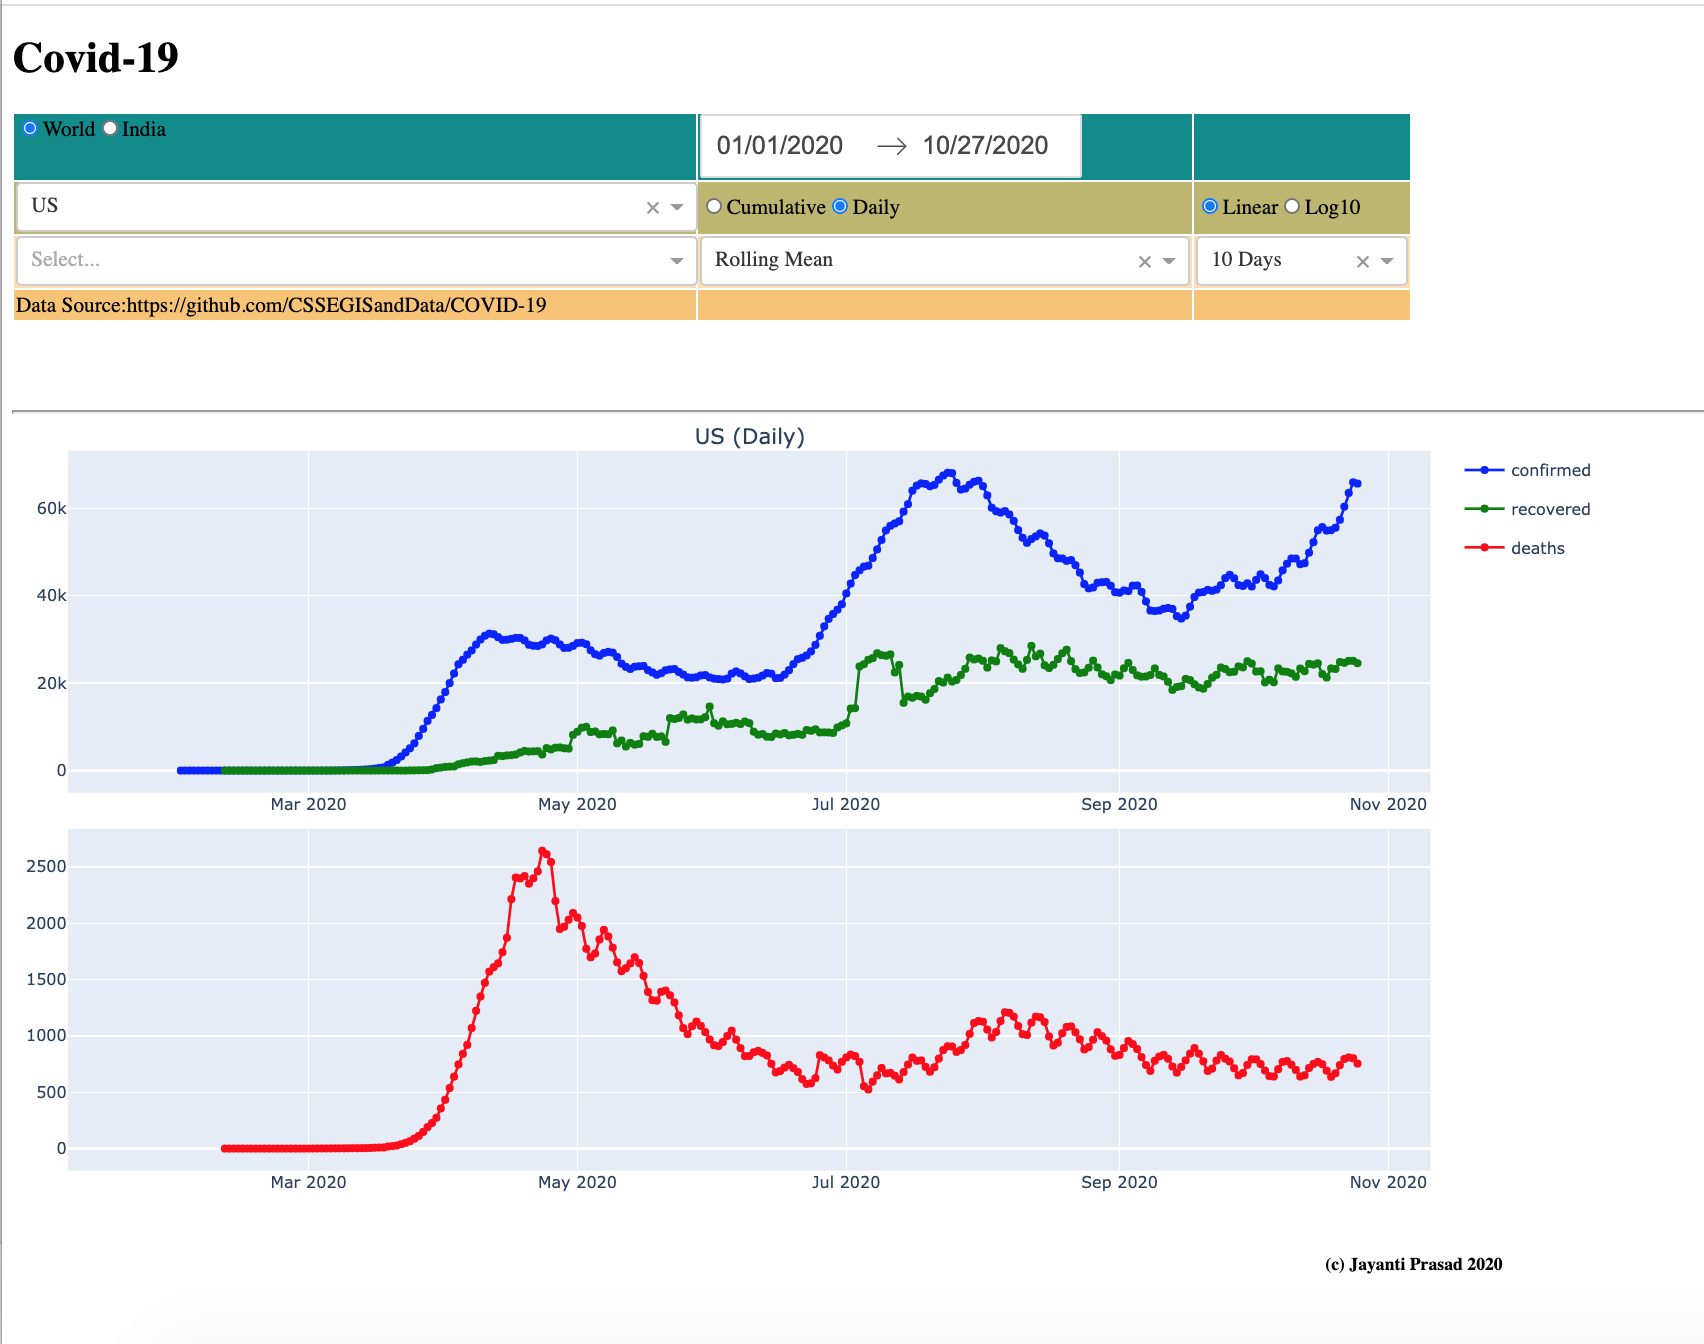 Covid-19
World India
01/01/2020 → 10/27/2020
US × Cumulative Daily Linear Log10
Select... Rolling Mean × 10 Days ×
Data Source:https://github.com/CSSEGISandData/COVID-19
US (Daily)
confirmed
recovered
deaths
60k
40k
20k
0
Mar 2020 May 2020 Jul 2020 Sep 2020 Nov 2020
2500
2000
1500
1000
500
0
Mar 2020 May 2020 Jul 2020 Sep 2020 Nov 2020
(c) Jayanti Prasad 2020